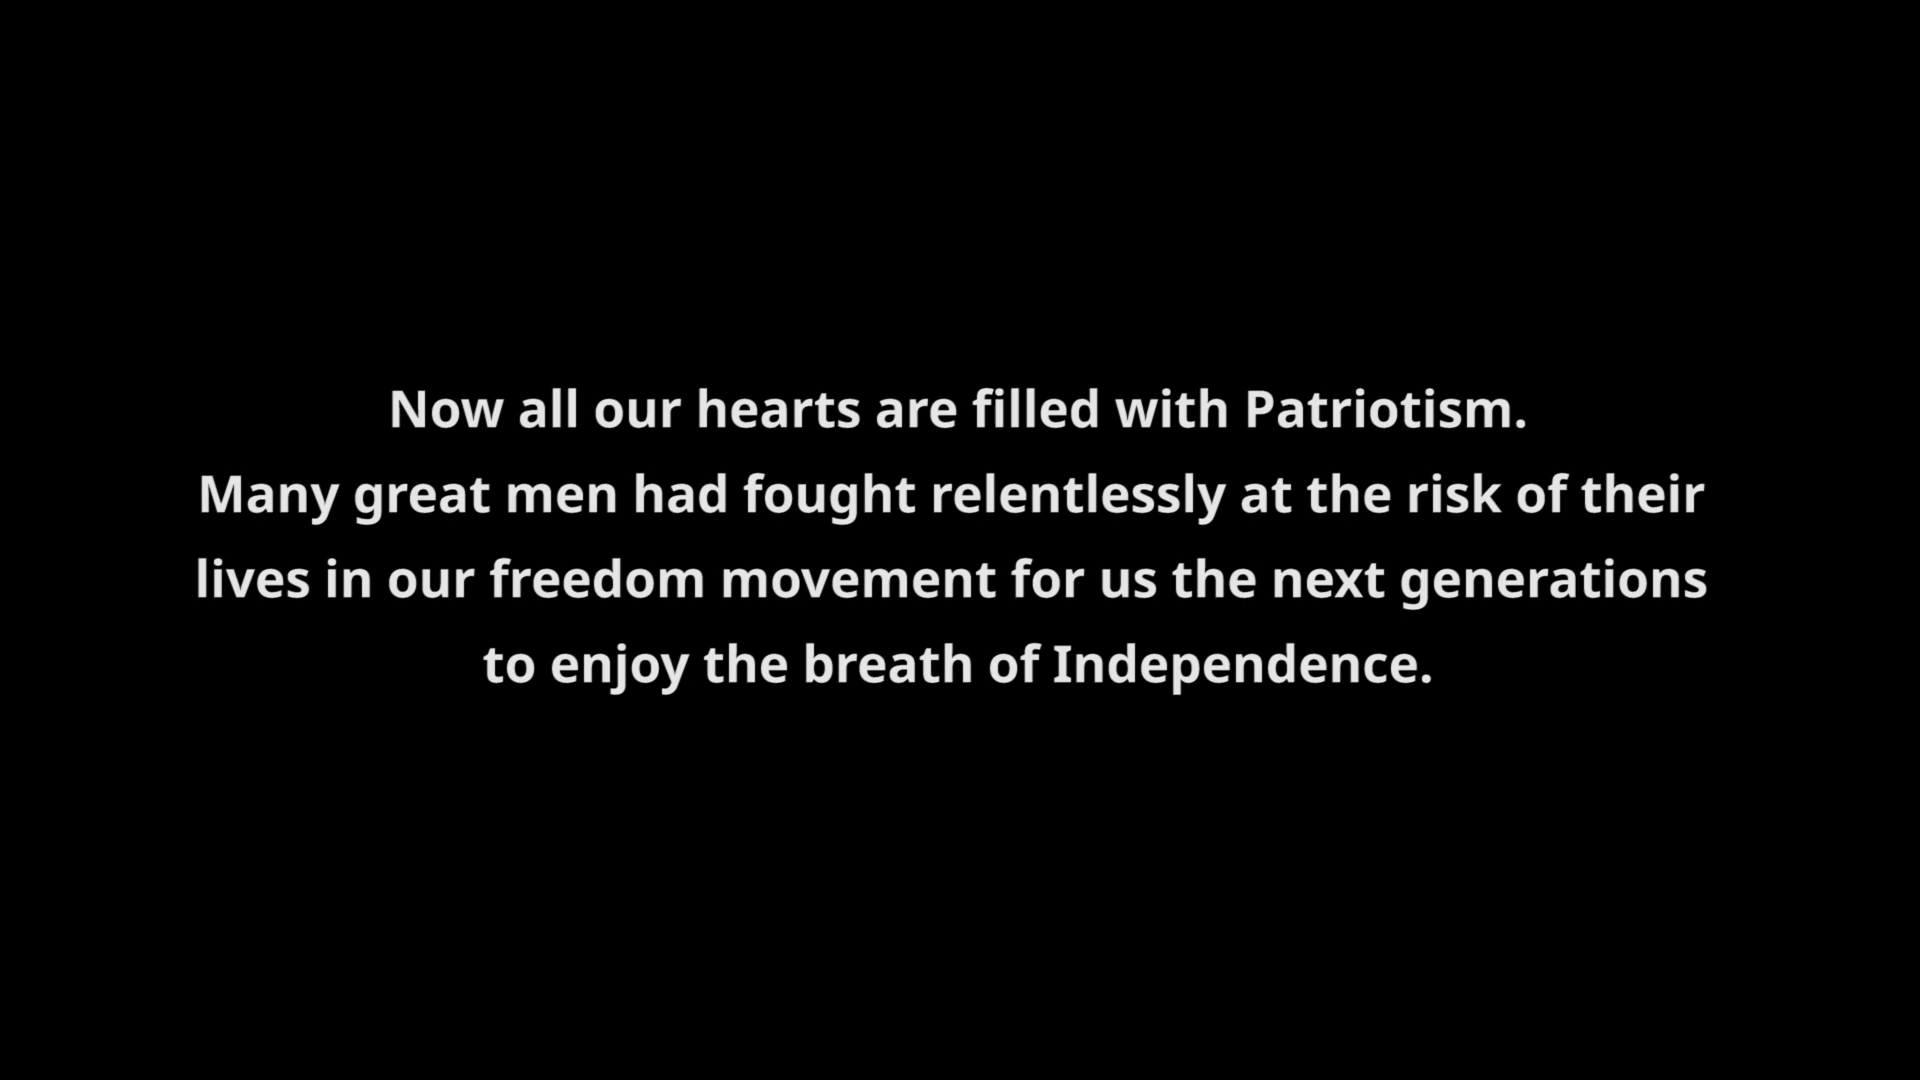 Now all our hearts are filled with Patriotism.
Many great men had fought relentlessly at the risk of their
lives in our freedom movement for us the next generations
to enjoy the breath of Independence.